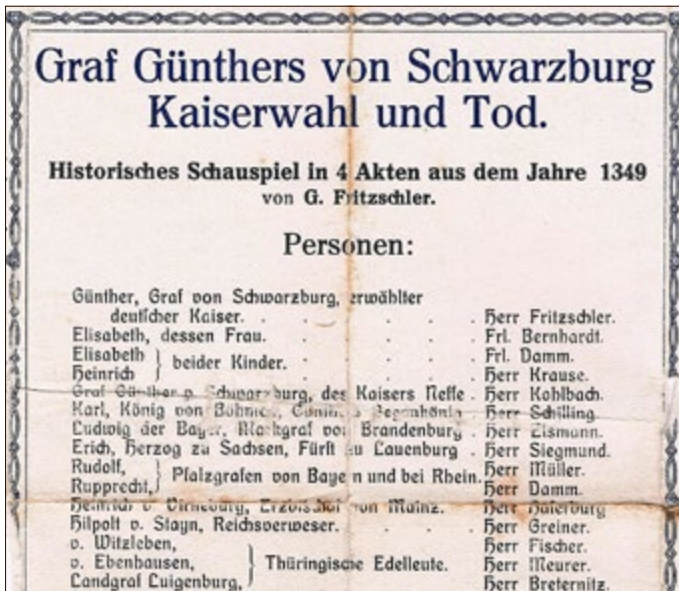 Graf Günthers von Schwarzburg
Kaiserwahl und Tod.
Historisches Schauspiel in 4 Akten aus dem Jahre 1349
von G. Fritzschler.
Personen:
Günther, Graf von Schwarzburg, erwählter
deutscher Kaiser. . . . . . Herr Fritzschler.
Elisabeth, dessen Frau. . . . . . Frl. Bernhardt.
Elisabeth } beider Kinder. . . . . Frl. Damm.
Heinrich Herr Krause.
Graf Günther v. Schwarzburg, des Kaisers Neffe . Herr Kohlbach.
Karl, König von Böhmen, Günthers Gegenkönig . Herr Schilling
Ludwig der Bayer, Markgraf von Brandenburg . Herr Eismann.
Erich, Herzog zu Sachsen, Fürst zu Lauenburg . Herr Siegmund.
Rudolf, } Pfalzgrafen von Bayern und bei Rhein. Herr Müller.
Rupprecht, Herr Damm.
Heinrich v. Virneburg, Erzbischof von Mainz. Herr
Hilpolt v. Stayn, Reichsverweser. . . . . Herr Greiner.
v. Witzleben, Herr Fischer.
v. Ebenhausen, } Thüringische Edelleute. Herr Meurer.
Landgraf Luigenburg, Herr Breternitz.